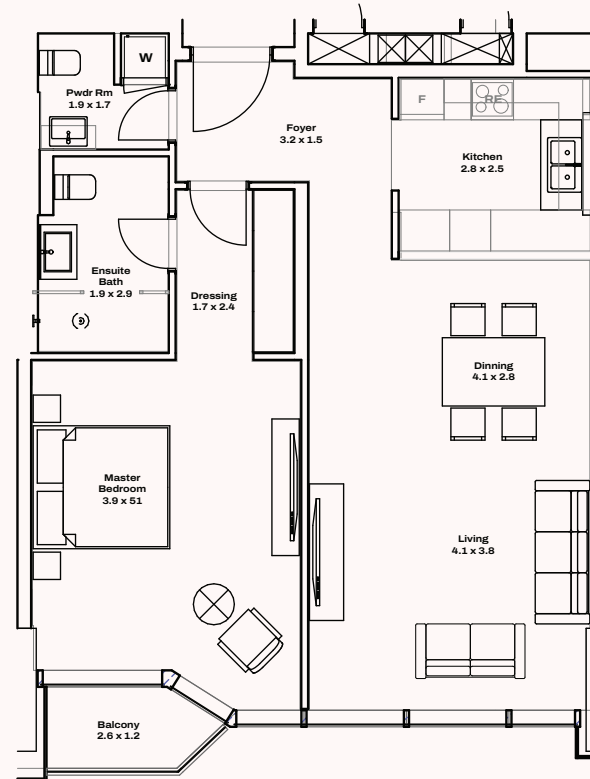 W
Pwdr Rm
1.9 x 1.7
Foyer
3.2 x 1.5
F
RE
Kitchen
2.8 x 2.5
Ensuite
Bath
1.9 x 2.9
Dressing
1.7 x 2.4
Dinning
4.1 x 2.8
Master
Bedroom
3.9 x 51
Living
4.1 x 3.8
Balcony
2.6 x 1.2